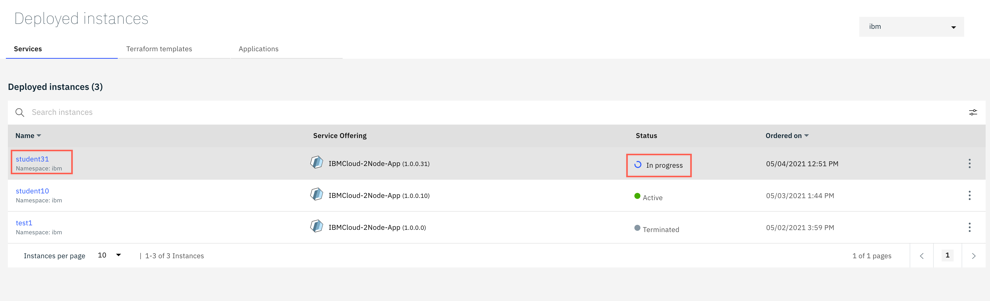 Deployed instances
ibm
Services Terraform templates Applications
Deployed instances (3)
Search instances
Name Service Offering Status Ordered on
student31
Namespace: ibm
IBMCloud-2Node-App (1.0.0.31) In progress 05/04/2021 12:51 PM
student10
Namespace: ibm
IBMCloud-2Node-App (1.0.0.10) Active 05/03/2021 1:44 PM
test1
Namespace: ibm
IBMCloud-2Node-App (1.0.0.0) Terminated 05/02/2021 3:59 PM
Instances per page 10 | 1-3 of 3 Instances 1 of 1 pages 1